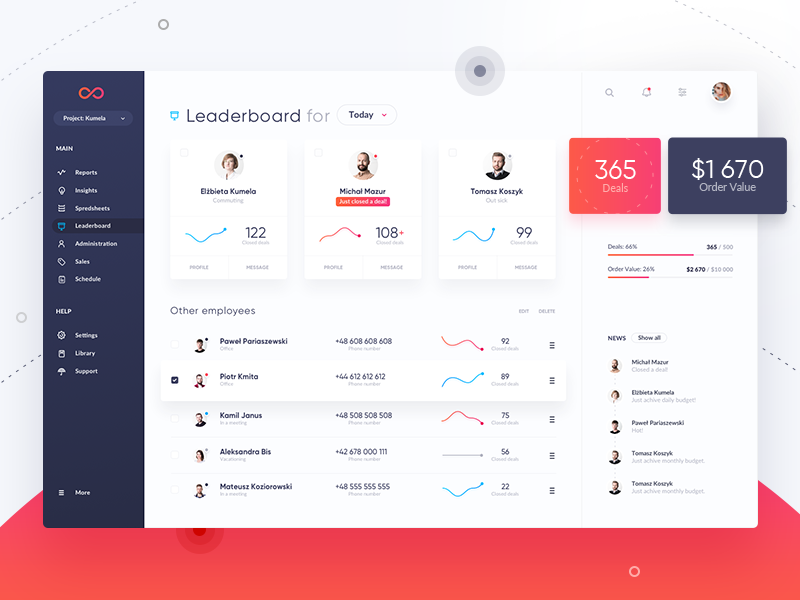 Project: Kumela
MAIN
Reports
Insights
Spredsheets
Leaderboard
Administration
Sales
Schedule
HELP
Settings
Library
Support
More
Leaderboard for
Today
Elżbieta Kumela
Commuting
122
Closed deals
PROFILE
MESSAGE
Michał Mazur
Just closed a deal!
108+
Closed deals
PROFILE
MESSAGE
Tomasz Koszyk
Out sick
99
Closed deals
PROFILE
MESSAGE
Other employees
EDIT
DELETE
Paweł Pariaszewski
Office
+48 608 608 608
Phone number
92
Closed deals
Piotr Kmita
Office
+44 612 612 612
Phone number
89
Closed deals
Kamil Janus
In a meeting
+48 508 508 508
Phone number
75
Closed deals
Aleksandra Bis
Vacationing
+42 678 000 111
Phone number
56
Closed deals
Mateusz Koziorowski
In a meeting
+48 555 555 555
Phone number
22
Closed deals
365
Deals
$1 670
Order Value
Deals: 66%
365 / 500
Order Value: 26%
$2 670 / $10 000
NEWS
Show all
Michał Mazur
Closed a deal!
Elżbieta Kumela
Just achive daily budget!
Paweł Pariaszewski
Hot!
Tomasz Koszyk
Just achive monthly budget.
Tomasz Koszyk
Just achive monthly budget.